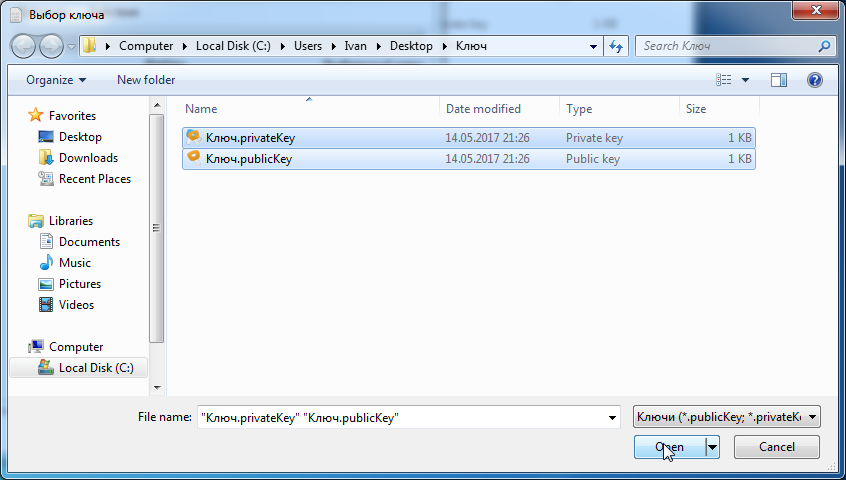 Выбор ключа
Computer Local Disk (C:) Users Ivan Desktop Ключ Search Ключ
Organize New folder
Name Date modified Type Size
Favorites
Desktop
Downloads
Recent Places
Libraries
Documents
Music
Pictures
Videos
Computer
Local Disk (C:)
Ключ.privateKey 14.05.2017 21:26 Private key 1 KB
Ключ.publicKey 14.05.2017 21:26 Public key 1 KB
File name: "Ключ.privateKey" "Ключ.publicKey" Ключи (*.publicKey; *.privateKe
Open Cancel